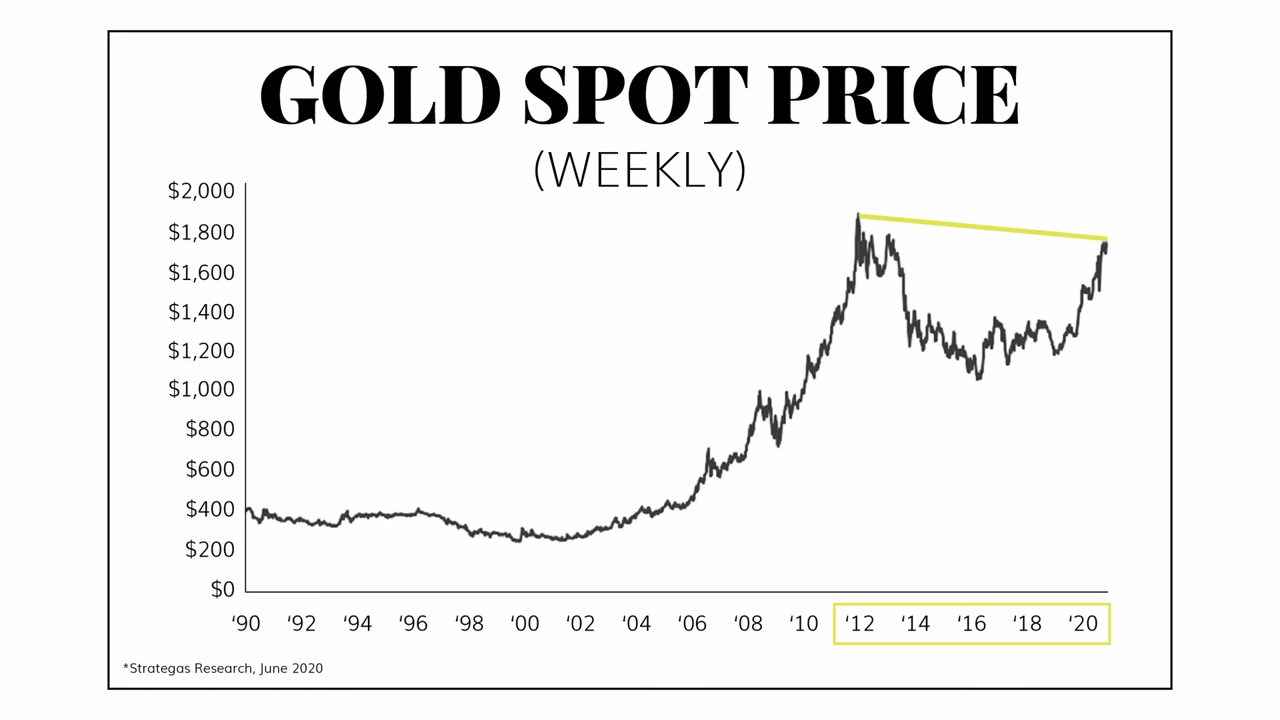 GOLD SPOT PRICE
(WEEKLY)
$2,000
$1,800
$1,600
$1,400
$1,200
$1,000
$800
$600
$400
$200
$0
‘90 ‘92 ‘94 ‘96 ‘98 ‘00 ‘02 ‘04 ‘06 ‘08 ‘10 ‘12 ‘14 ‘16 ‘18 ‘20
*Strategas Research, June 2020